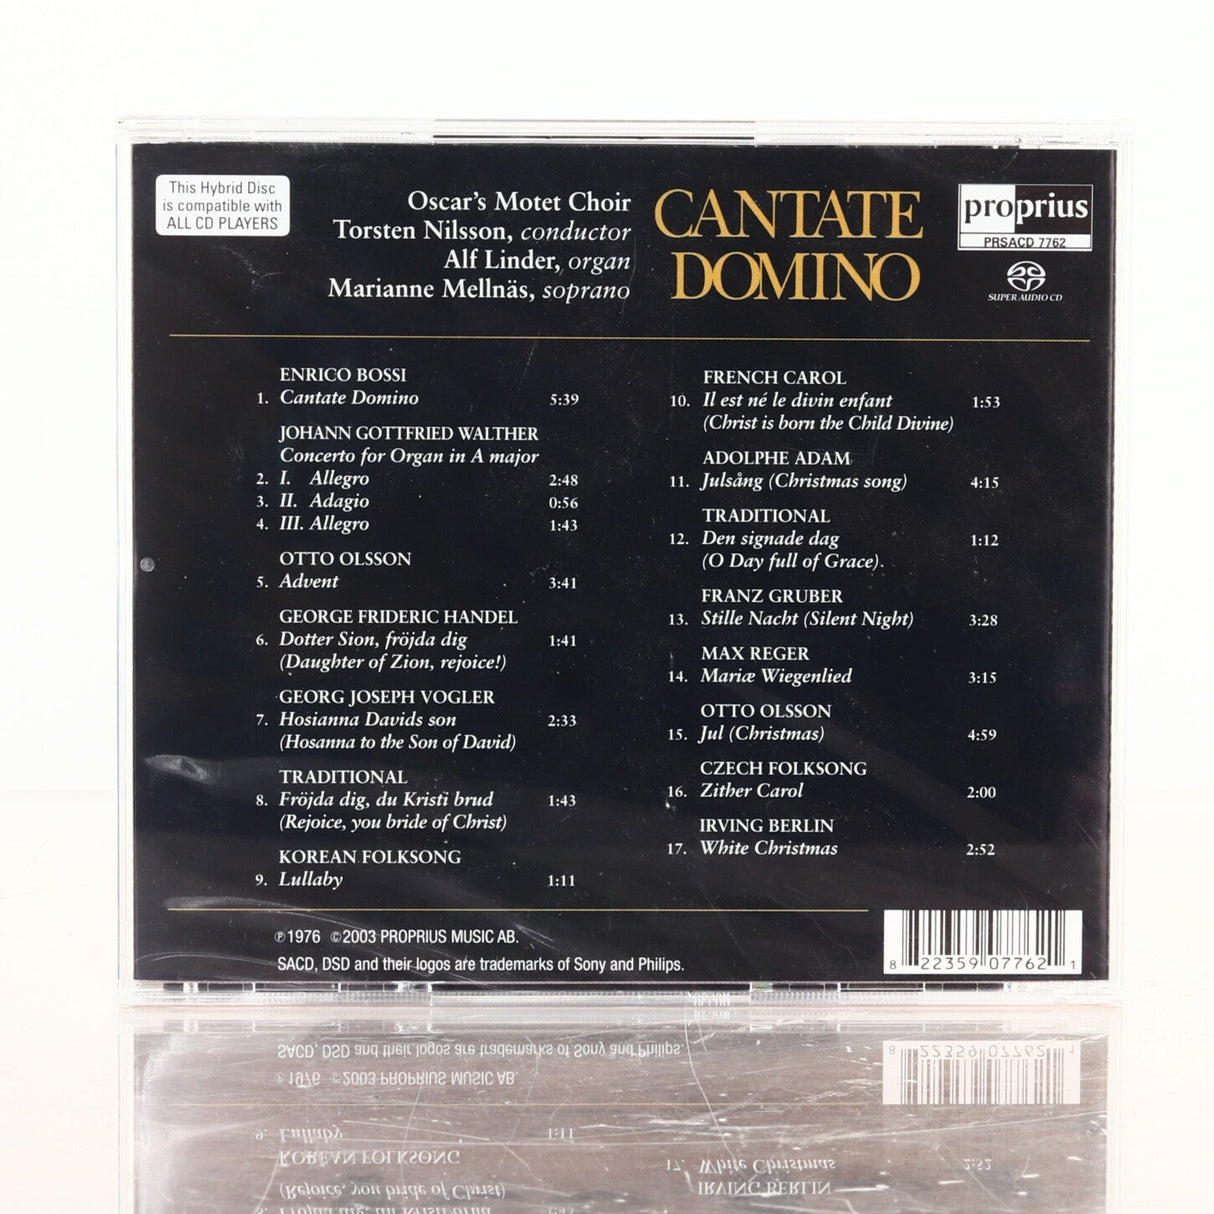 This Hybrid Disc
is compatible with
ALL CD PLAYERS
Oscar's Motet Choir
Torsten Nilsson, conductor
Alf Linder, organ
Marianne Mellnäs, soprano
CANTATE
DOMINO
proprius
PRSACD 7762
SUPER AUDIO CD
ENRICO BOSSI
1. Cantate Domino 5:39
JOHANN GOTTFRIED WALTHER
Concerto for Organ in A major
2. I. Allegro 2:48
3. II. Adagio 0:56
4. III. Allegro 1:43
OTTO OLSSON
5. Advent 3:41
GEORGE FRIDERIC HANDEL
6. Dotter Sion, fröjda dig 1:41
(Daughter of Zion, rejoice!)
GEORG JOSEPH VOGLER
7. Hosianna Davids son 2:33
(Hosanna to the Son of David)
TRADITIONAL
8. Fröjda dig, du Kristi brud 1:43
(Rejoice, you bride of Christ)
KOREAN FOLKSONG
9. Lullaby 1:11
FRENCH CAROL
10. Il est né le divin enfant 1:53
(Christ is born the Child Divine)
ADOLPHE ADAM
11. Julsång (Christmas song) 4:15
TRADITIONAL
12. Den signade dag 1:12
(O Day full of Grace)
FRANZ GRUBER
13. Stille Nacht (Silent Night) 3:28
MAX REGER
14. Mariæ Wiegenlied 3:15
OTTO OLSSON
15. Jul (Christmas) 4:59
CZECH FOLKSONG
16. Zither Carol 2:00
IRVING BERLIN
17. White Christmas 2:52
℗ 1976 © 2003 PROPRIUS MUSIC AB.
SACD, DSD and their logos are trademarks of Sony and Philips.
8 22359 07762 1